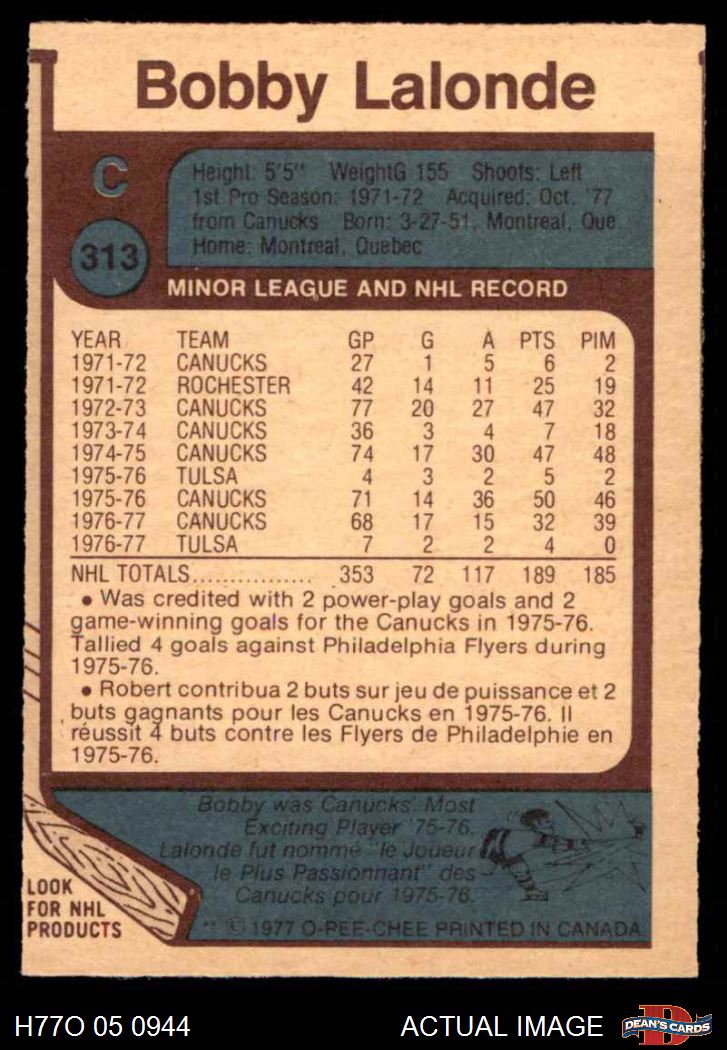 Bobby Lalonde
C
Height: 5'5" WeightG 155 Shoots: Left
1st Pro Season: 1971-72 Acquired: Oct. '77
from Canucks Born: 3-27-51, Montreal, Que
Home: Montreal, Quebec
313
MINOR LEAGUE AND NHL RECORD
YEAR TEAM GP G A PTS PIM
1971-72 CANUCKS 27 1 5 6 2
1971-72 ROCHESTER 42 14 11 25 19
1972-73 CANUCKS 77 20 27 47 32
1973-74 CANUCKS 36 3 4 7 18
1974-75 CANUCKS 74 17 30 47 48
1975-76 TULSA 4 3 2 5 2
1975-76 CANUCKS 71 14 36 50 46
1976-77 CANUCKS 68 17 15 32 39
1976-77 TULSA 7 2 2 4 0
NHL TOTALS................ 353 72 117 189 185
• Was credited with 2 power-play goals and 2
game-winning goals for the Canucks in 1975-76.
Tallied 4 goals against Philadelphia Flyers during
1975-76.
• Robert contribua 2 buts sur jeu de puissance et 2
buts gagnants pour les Canucks en 1975-76. Il
réussit 4 buts contre les Flyers de Philadelphie en
1975-76.
Bobby was Canucks' Most
Exciting Player '75-76.
Lalonde fut nommé "le Joueur
le Plus Passionnant" des
Canucks pour 1975-76.
LOOK
FOR NHL
PRODUCTS
** © 1977 O-PEE-CHEE PRINTED IN CANADA
H77O 05 0944
ACTUAL IMAGE
D
DEAN'S CARDS